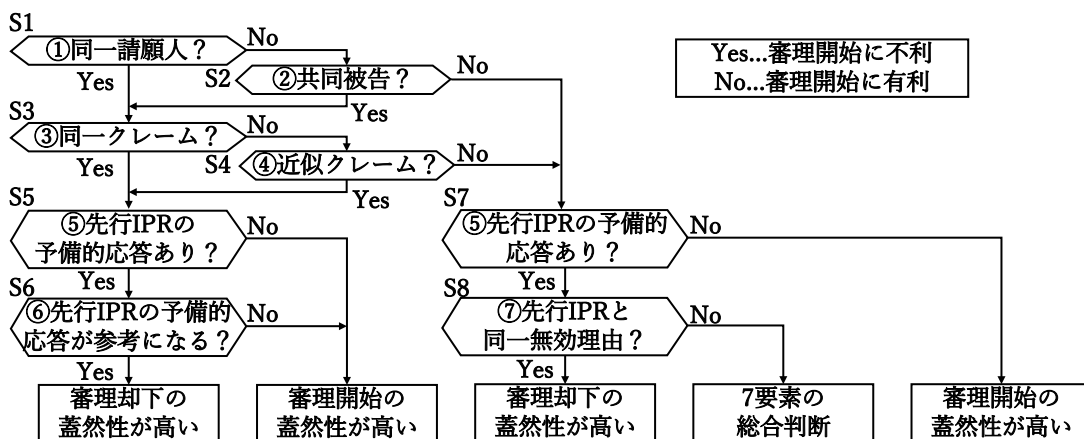 S1
①同一請願人？
No
Yes
S2
②共同被告？
No
Yes
Yes…審理開始に不利
No…審理開始に有利
S3
③同一クレーム？
No
Yes
S4
④近似クレーム？
No
Yes
S5
⑤先行IPRの
予備的応答あり？
No
Yes
S6
⑥先行IPRの予備的
応答が参考になる？
No
Yes
S7
⑤先行IPRの予備的
応答あり？
No
Yes
S8
⑦先行IPRと
同一無効理由？
No
Yes
審理却下の
蓋然性が高い
審理開始の
蓋然性が高い
審理却下の
蓋然性が高い
7要素の
総合判断
審理開始の
蓋然性が高い